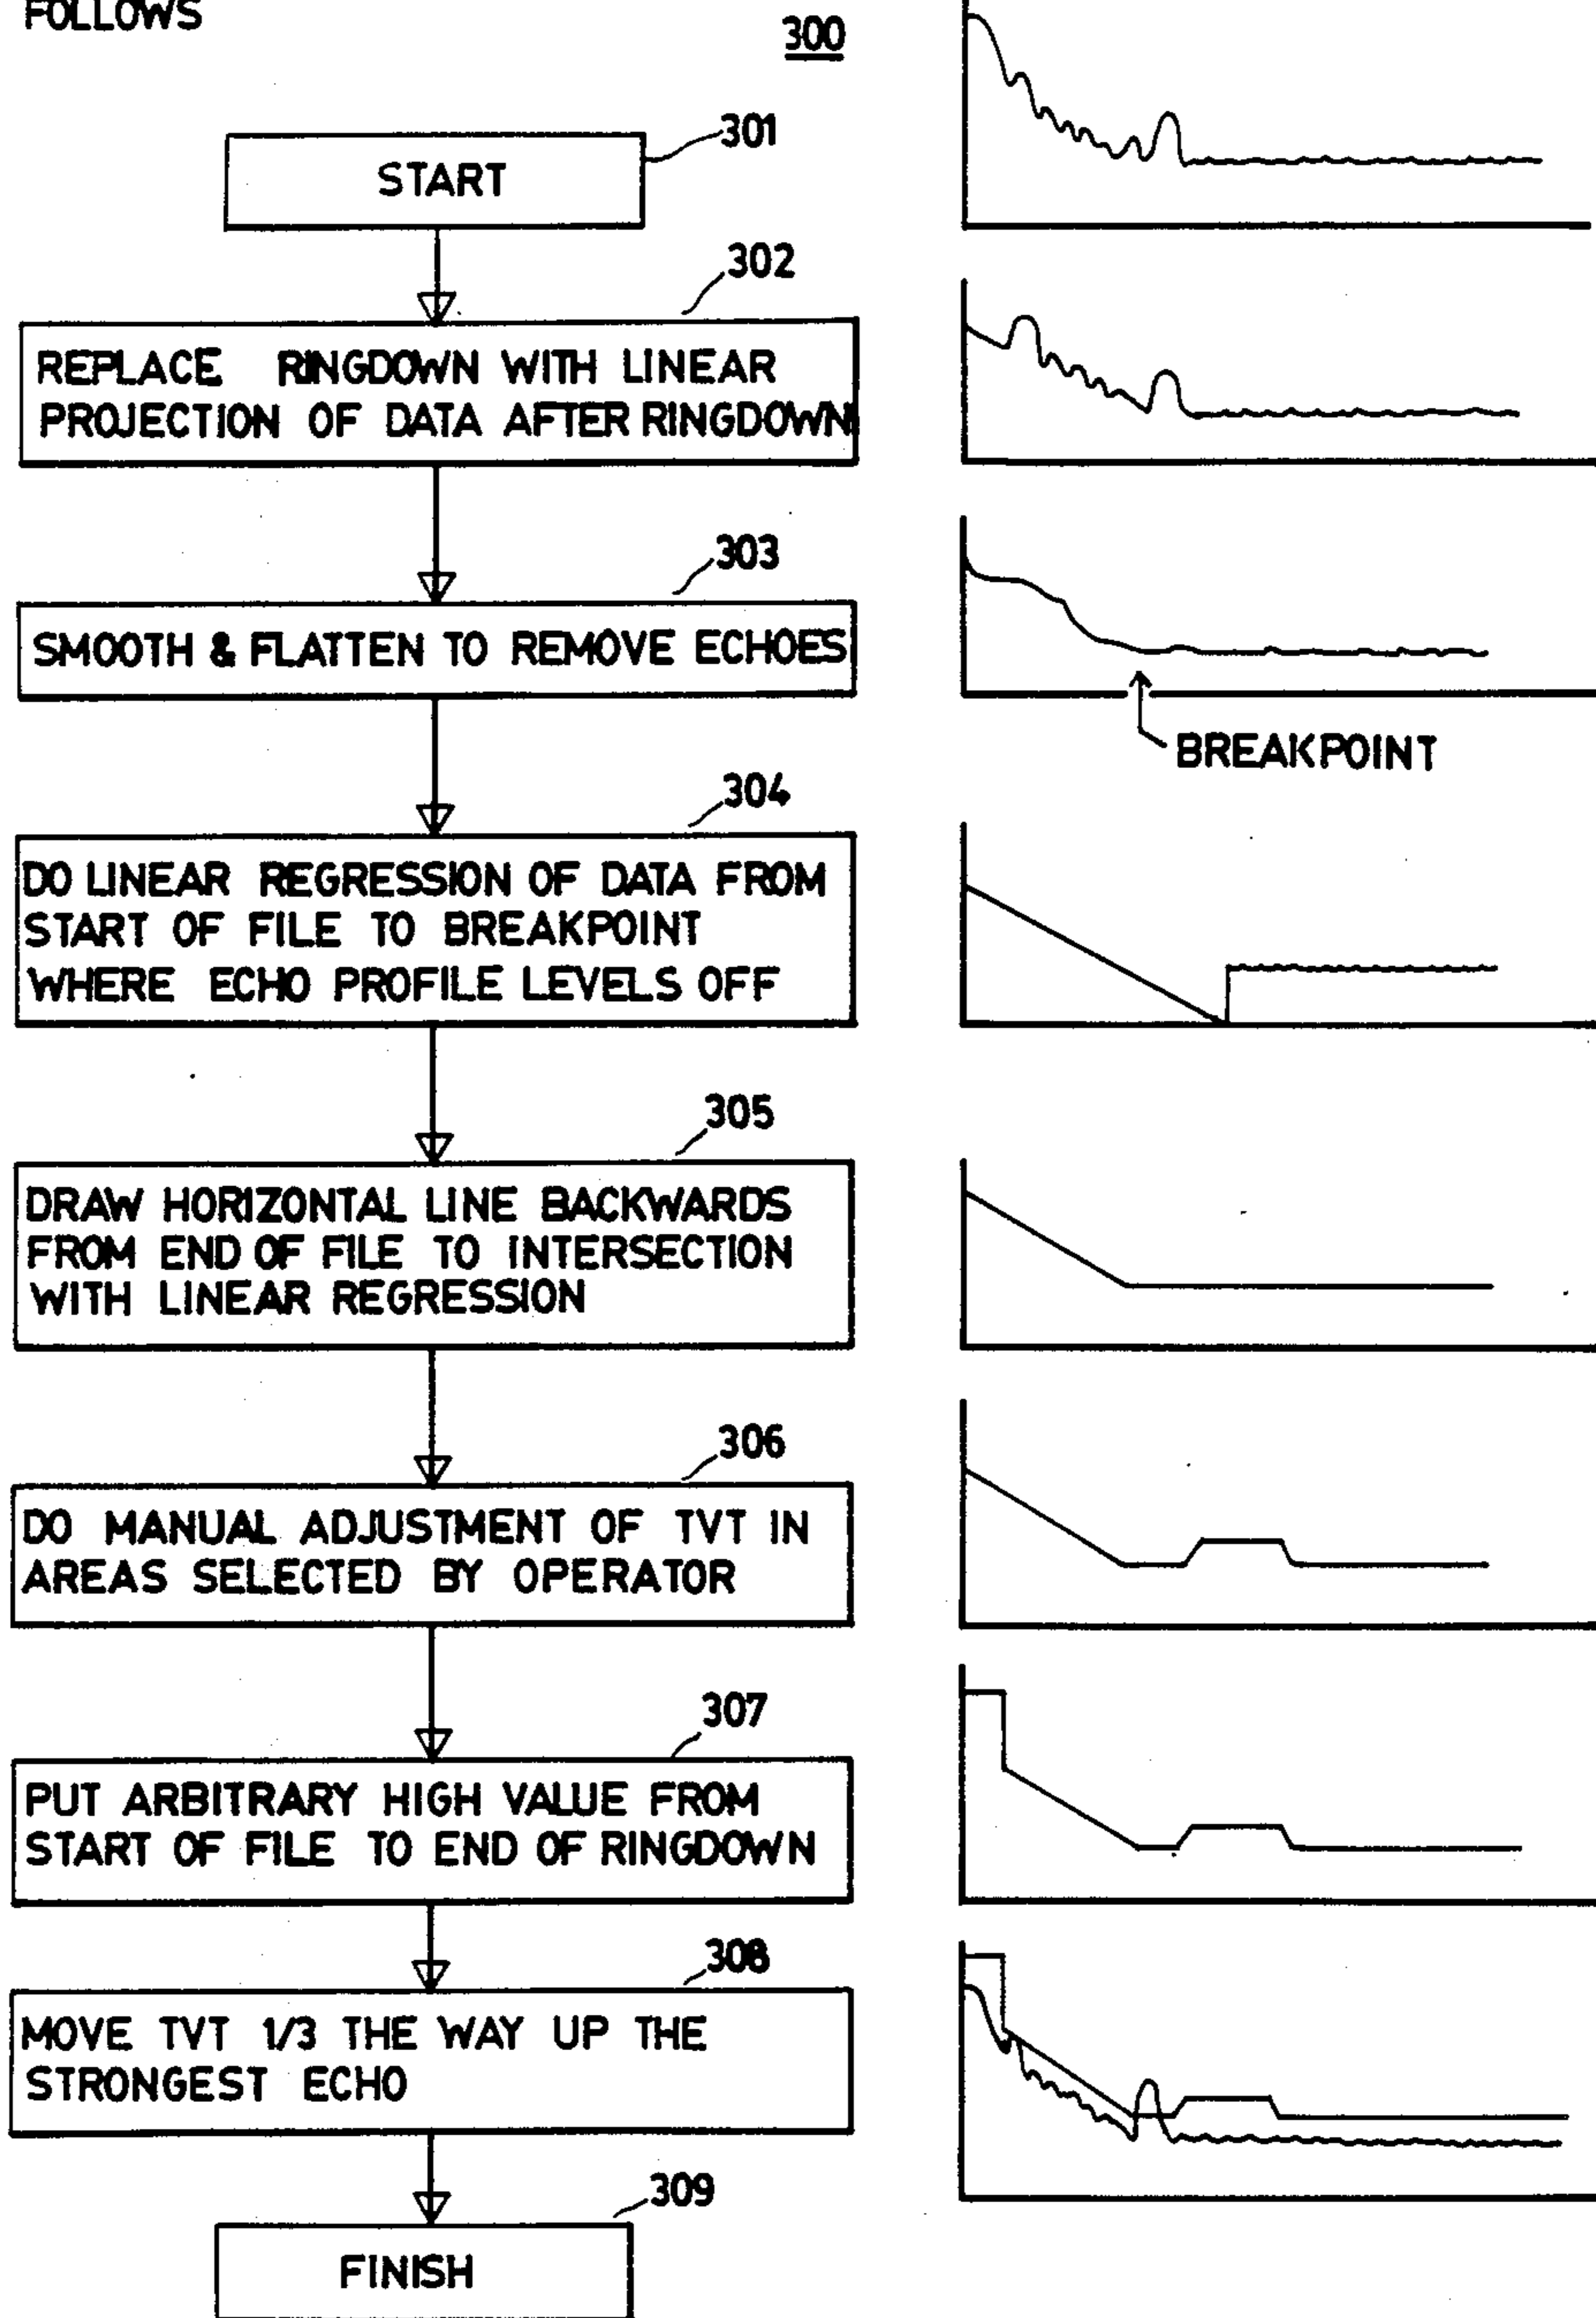 FOLLOWS
300
301
START
302
REPLACE RINGDOWN WITH LINEAR
PROJECTION OF DATA AFTER RINGDOWN
303
SMOOTH & FLATTEN TO REMOVE ECHOES
BREAKPOINT
304
DO LINEAR REGRESSION OF DATA FROM
START OF FILE TO BREAKPOINT
WHERE ECHO PROFILE LEVELS OFF
305
DRAW HORIZONTAL LINE BACKWARDS
FROM END OF FILE TO INTERSECTION
WITH LINEAR REGRESSION
306
DO MANUAL ADJUSTMENT OF TVT IN
AREAS SELECTED BY OPERATOR
307
PUT ARBITRARY HIGH VALUE FROM
START OF FILE TO END OF RINGDOWN
308
MOVE TVT 1/3 THE WAY UP THE
STRONGEST ECHO
309
FINISH